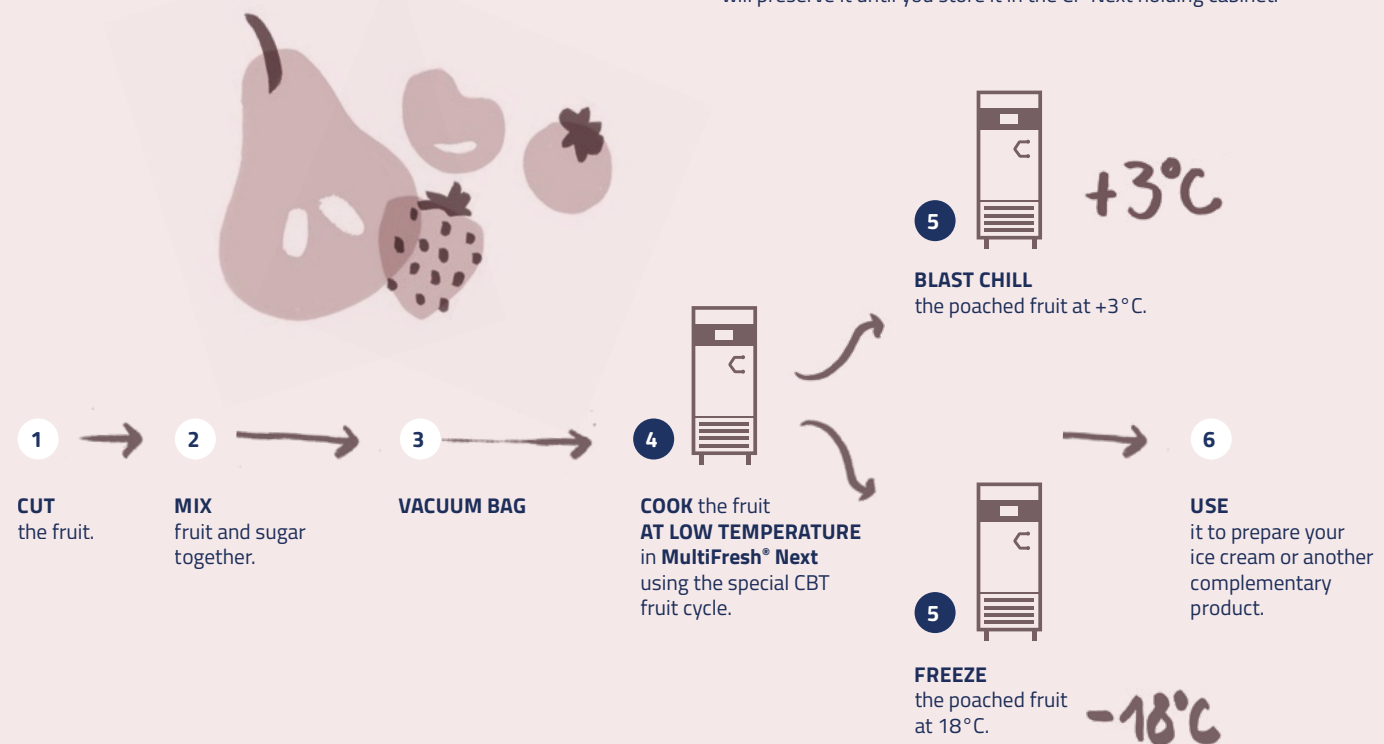 will preserve it until you store it in the CP Next holding cabinet.
+3°C
5
BLAST CHILL
the poached fruit at +3°C.
1
2
3
4
6
CUT
the fruit.
MIX
fruit and sugar
together.
VACUUM BAG
COOK the fruit
AT LOW TEMPERATURE
in MultiFresh® Next
using the special CBT
fruit cycle.
USE
it to prepare your
ice cream or another
complementary
product.
5
FREEZE
the poached fruit
at 18°C.
-18°C